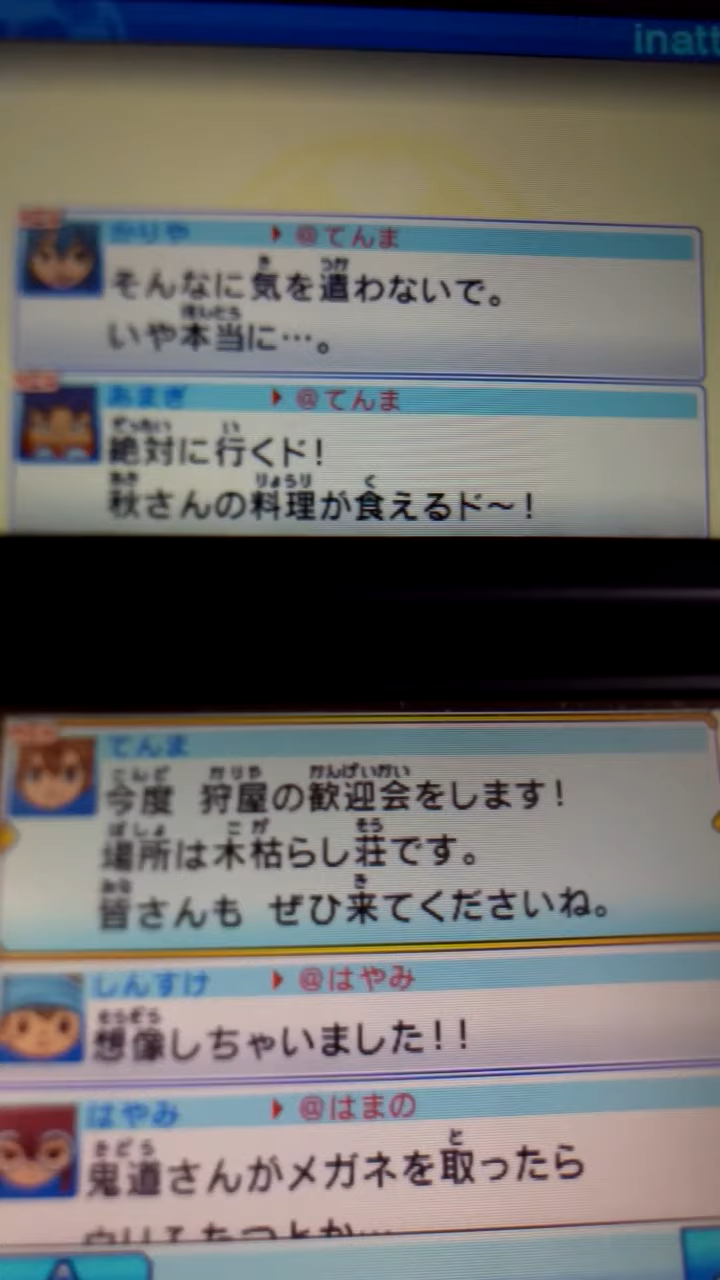 inatt
かりや ▶@てんま
そんなに気を遣わないで。
いや本当に…。
あまぎ ▶@てんま
絶対に行くド！
秋さんの料理が食えるド～！
てんま
今度 狩屋の歓迎会をします！
場所は木枯らし荘です。
皆さんも ぜひ来てくださいね。
しんすけ ▶@はやみ
想像しちゃいました！！
はやみ ▶@はまの
鬼道さんがメガネを取ったら